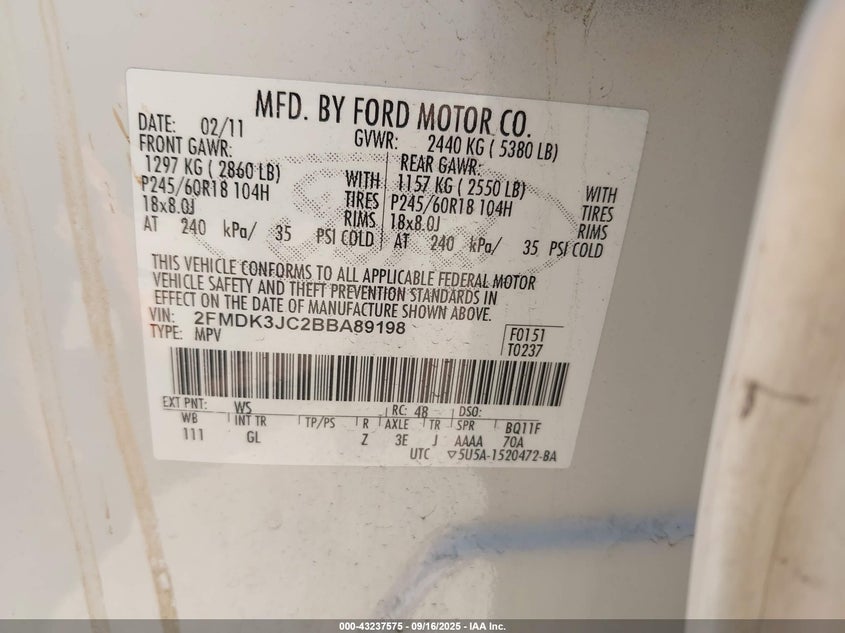 MFD. BY FORD MOTOR CO.
DATE: 02/11 GVWR: 2440 KG ( 5380 LB)
FRONT GAWR: REAR GAWR:
1297 KG ( 2860 LB) WITH 1157 KG ( 2550 LB) WITH
P245/60R18 104H TIRES P245/60R18 104H TIRES
18x8.0J RIMS 18x8.0J RIMS
AT 240 kPa/ 35 PSI COLD AT 240 kPa/ 35 PSI COLD
THIS VEHICLE CONFORMS TO ALL APPLICABLE FEDERAL MOTOR
VEHICLE SAFETY AND THEFT PREVENTION STANDARDS IN
EFFECT ON THE DATE OF MANUFACTURE SHOWN ABOVE.
VIN: 2FMDK3JC2BBA89198 F0151
TYPE: MPV T0237
EXT PNT: WS RC: 48 DSO:
WB INT TR TP/PS R AXLE TR SPR BQ11F
111 GL Z 3E J AAAA 70A
UTC ▽5U5A-1520472-BA
000-43237575 - 09/16/2025 - IAA Inc.